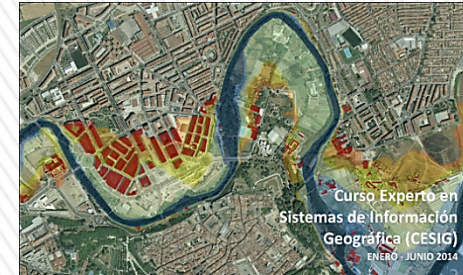 Curso Experto en
Sistemas de Información
Geográfica (CESIG)
ENERO - JUNIO 2014